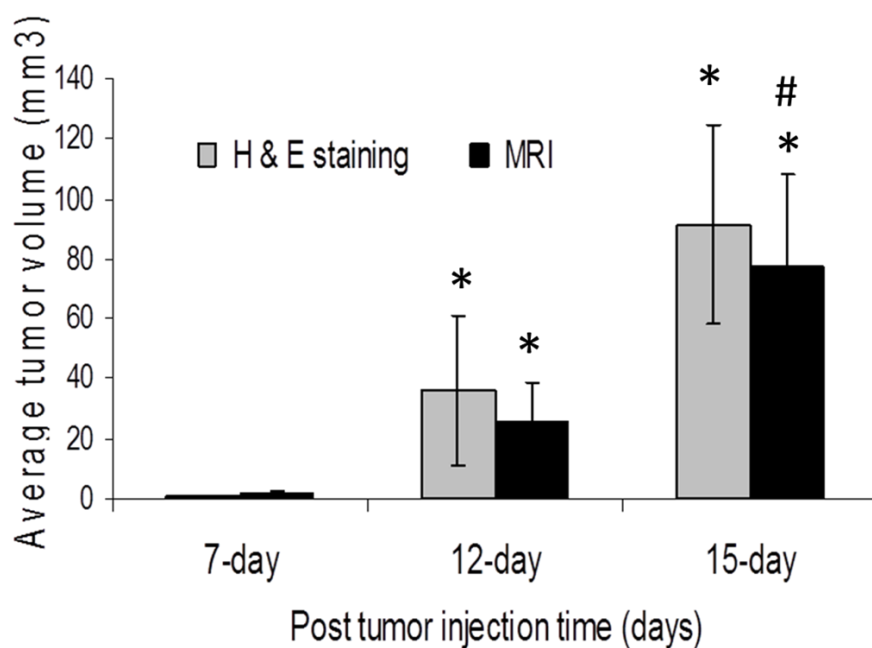 Average tumor volume (mm3)
140
120
100
80
60
40
20
0
H & E staining
MRI
*
*
*
#
*
7-day
12-day
15-day
Post tumor injection time (days)